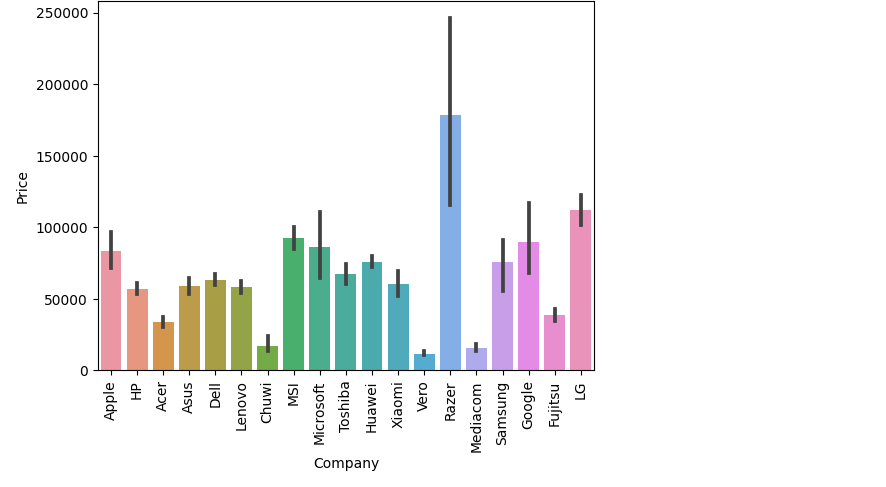 250000
200000
150000
100000
50000
0
Price
Apple
HP
Acer
Asus
Dell
Lenovo
Chuwi
MSI
Microsoft
Toshiba
Huawei
Xiaomi
Vero
Razer
Mediacom
Samsung
Google
Fujitsu
LG
Company